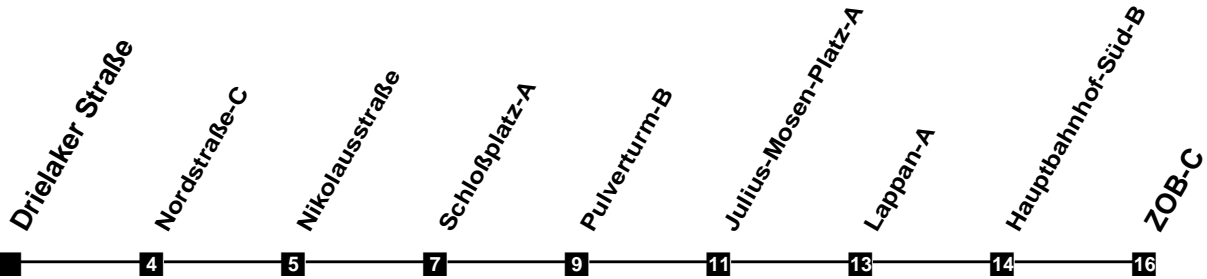 Drielaker Straße
Nordstraße-C
Nikolausstraße
Schloßplatz-A
Pulverturm-B
Julius-Mosen-Platz-A
Lappan-A
Hauptbahnhof-Süd-B
ZOB-C
4 5 7 9 11 13 14 16